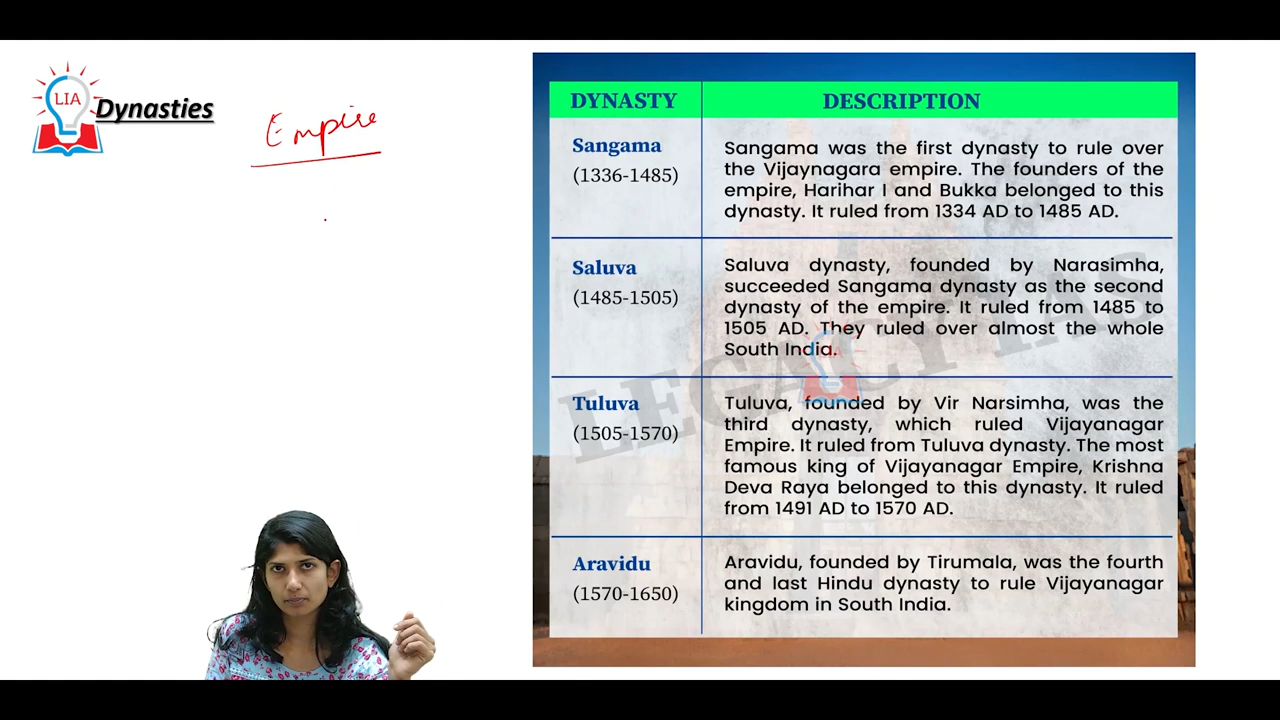 LIA
Dynasties
Empire
DYNASTY DESCRIPTION
Sangama
(1336-1485)
Sangama was the first dynasty to rule over
the Vijaynagara empire. The founders of the
empire, Harihar I and Bukka belonged to this
dynasty. It ruled from 1334 AD to 1485 AD.
Saluva
(1485-1505)
Saluva dynasty, founded by Narasimha,
succeeded Sangama dynasty as the second
dynasty of the empire. It ruled from 1485 to
1505 AD. They ruled over almost the whole
South India.
Tuluva
(1505-1570)
Tuluva, founded by Vir Narsimha, was the
third dynasty, which ruled Vijayanagar
Empire. It ruled from Tuluva dynasty. The most
famous king of Vijayanagar Empire, Krishna
Deva Raya belonged to this dynasty. It ruled
from 1491 AD to 1570 AD.
Aravidu
(1570-1650)
Aravidu, founded by Tirumala, was the fourth
and last Hindu dynasty to rule Vijayanagar
kingdom in South India.
LEGACY IAS